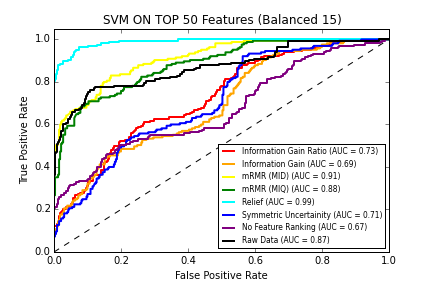 SVM ON TOP 50 Features (Balanced 15)
True Positive Rate
1.0
0.8
0.6
0.4
0.2
0.0
Information Gain Ratio (AUC = 0.73)
Information Gain (AUC = 0.69)
mRMR (MID) (AUC = 0.91)
mRMR (MIQ) (AUC = 0.88)
Relief (AUC = 0.99)
Symmetric Uncertainity (AUC = 0.71)
No Feature Ranking (AUC = 0.67)
Raw Data (AUC = 0.87)
0.0 0.2 0.4 0.6 0.8 1.0
False Positive Rate